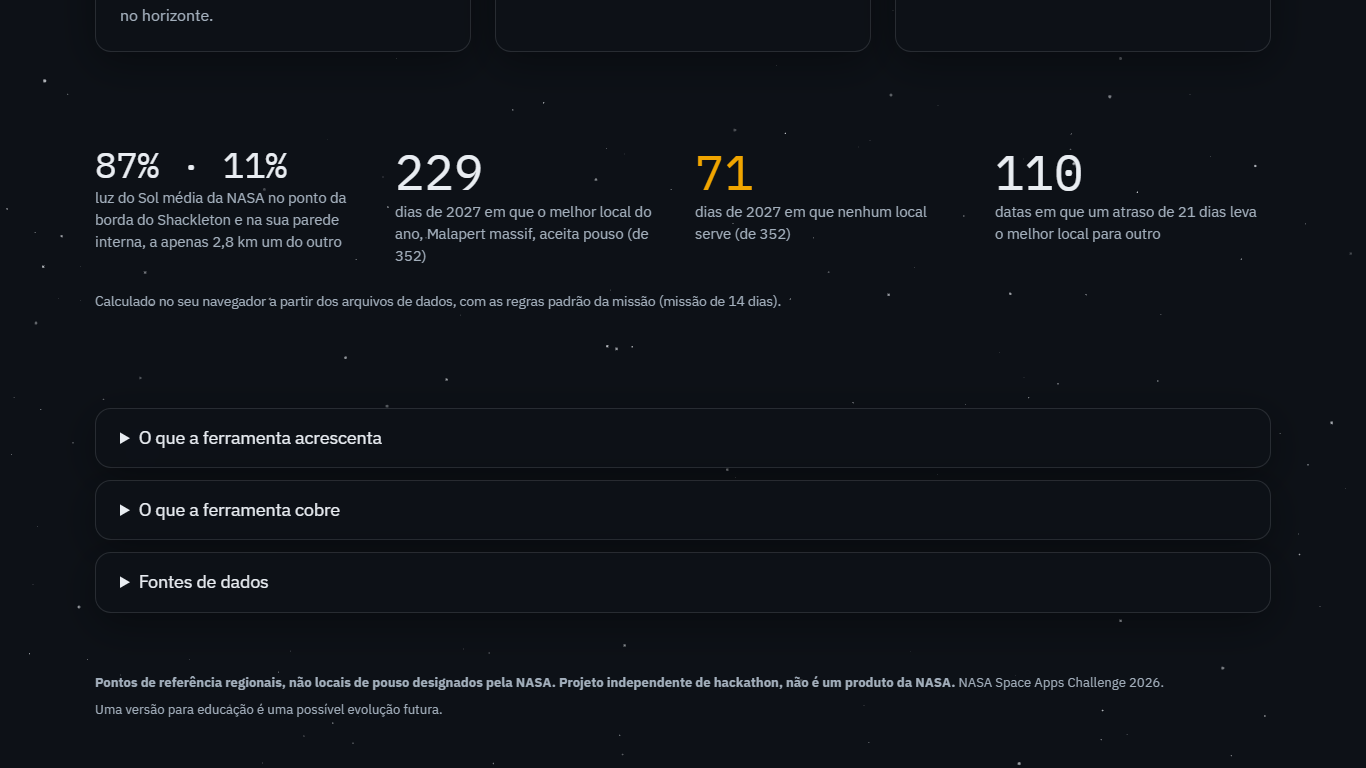 no horizonte.
87% · 11%
luz do Sol média da NASA no ponto da
borda do Shackleton e na sua parede
interna, a apenas 2,8 km um do outro
229
dias de 2027 em que o melhor local do
ano, Malapert massif, aceita pouso (de
352)
71
dias de 2027 em que nenhum local
serve (de 352)
110
datas em que um atraso de 21 dias leva
o melhor local para outro
Calculado no seu navegador a partir dos arquivos de dados, com as regras padrão da missão (missão de 14 dias).
O que a ferramenta acrescenta
O que a ferramenta cobre
Fontes de dados
Pontos de referência regionais, não locais de pouso designados pela NASA. Projeto independente de hackathon, não é um produto da NASA. NASA Space Apps Challenge 2026.
Uma versão para educação é uma possível evolução futura.